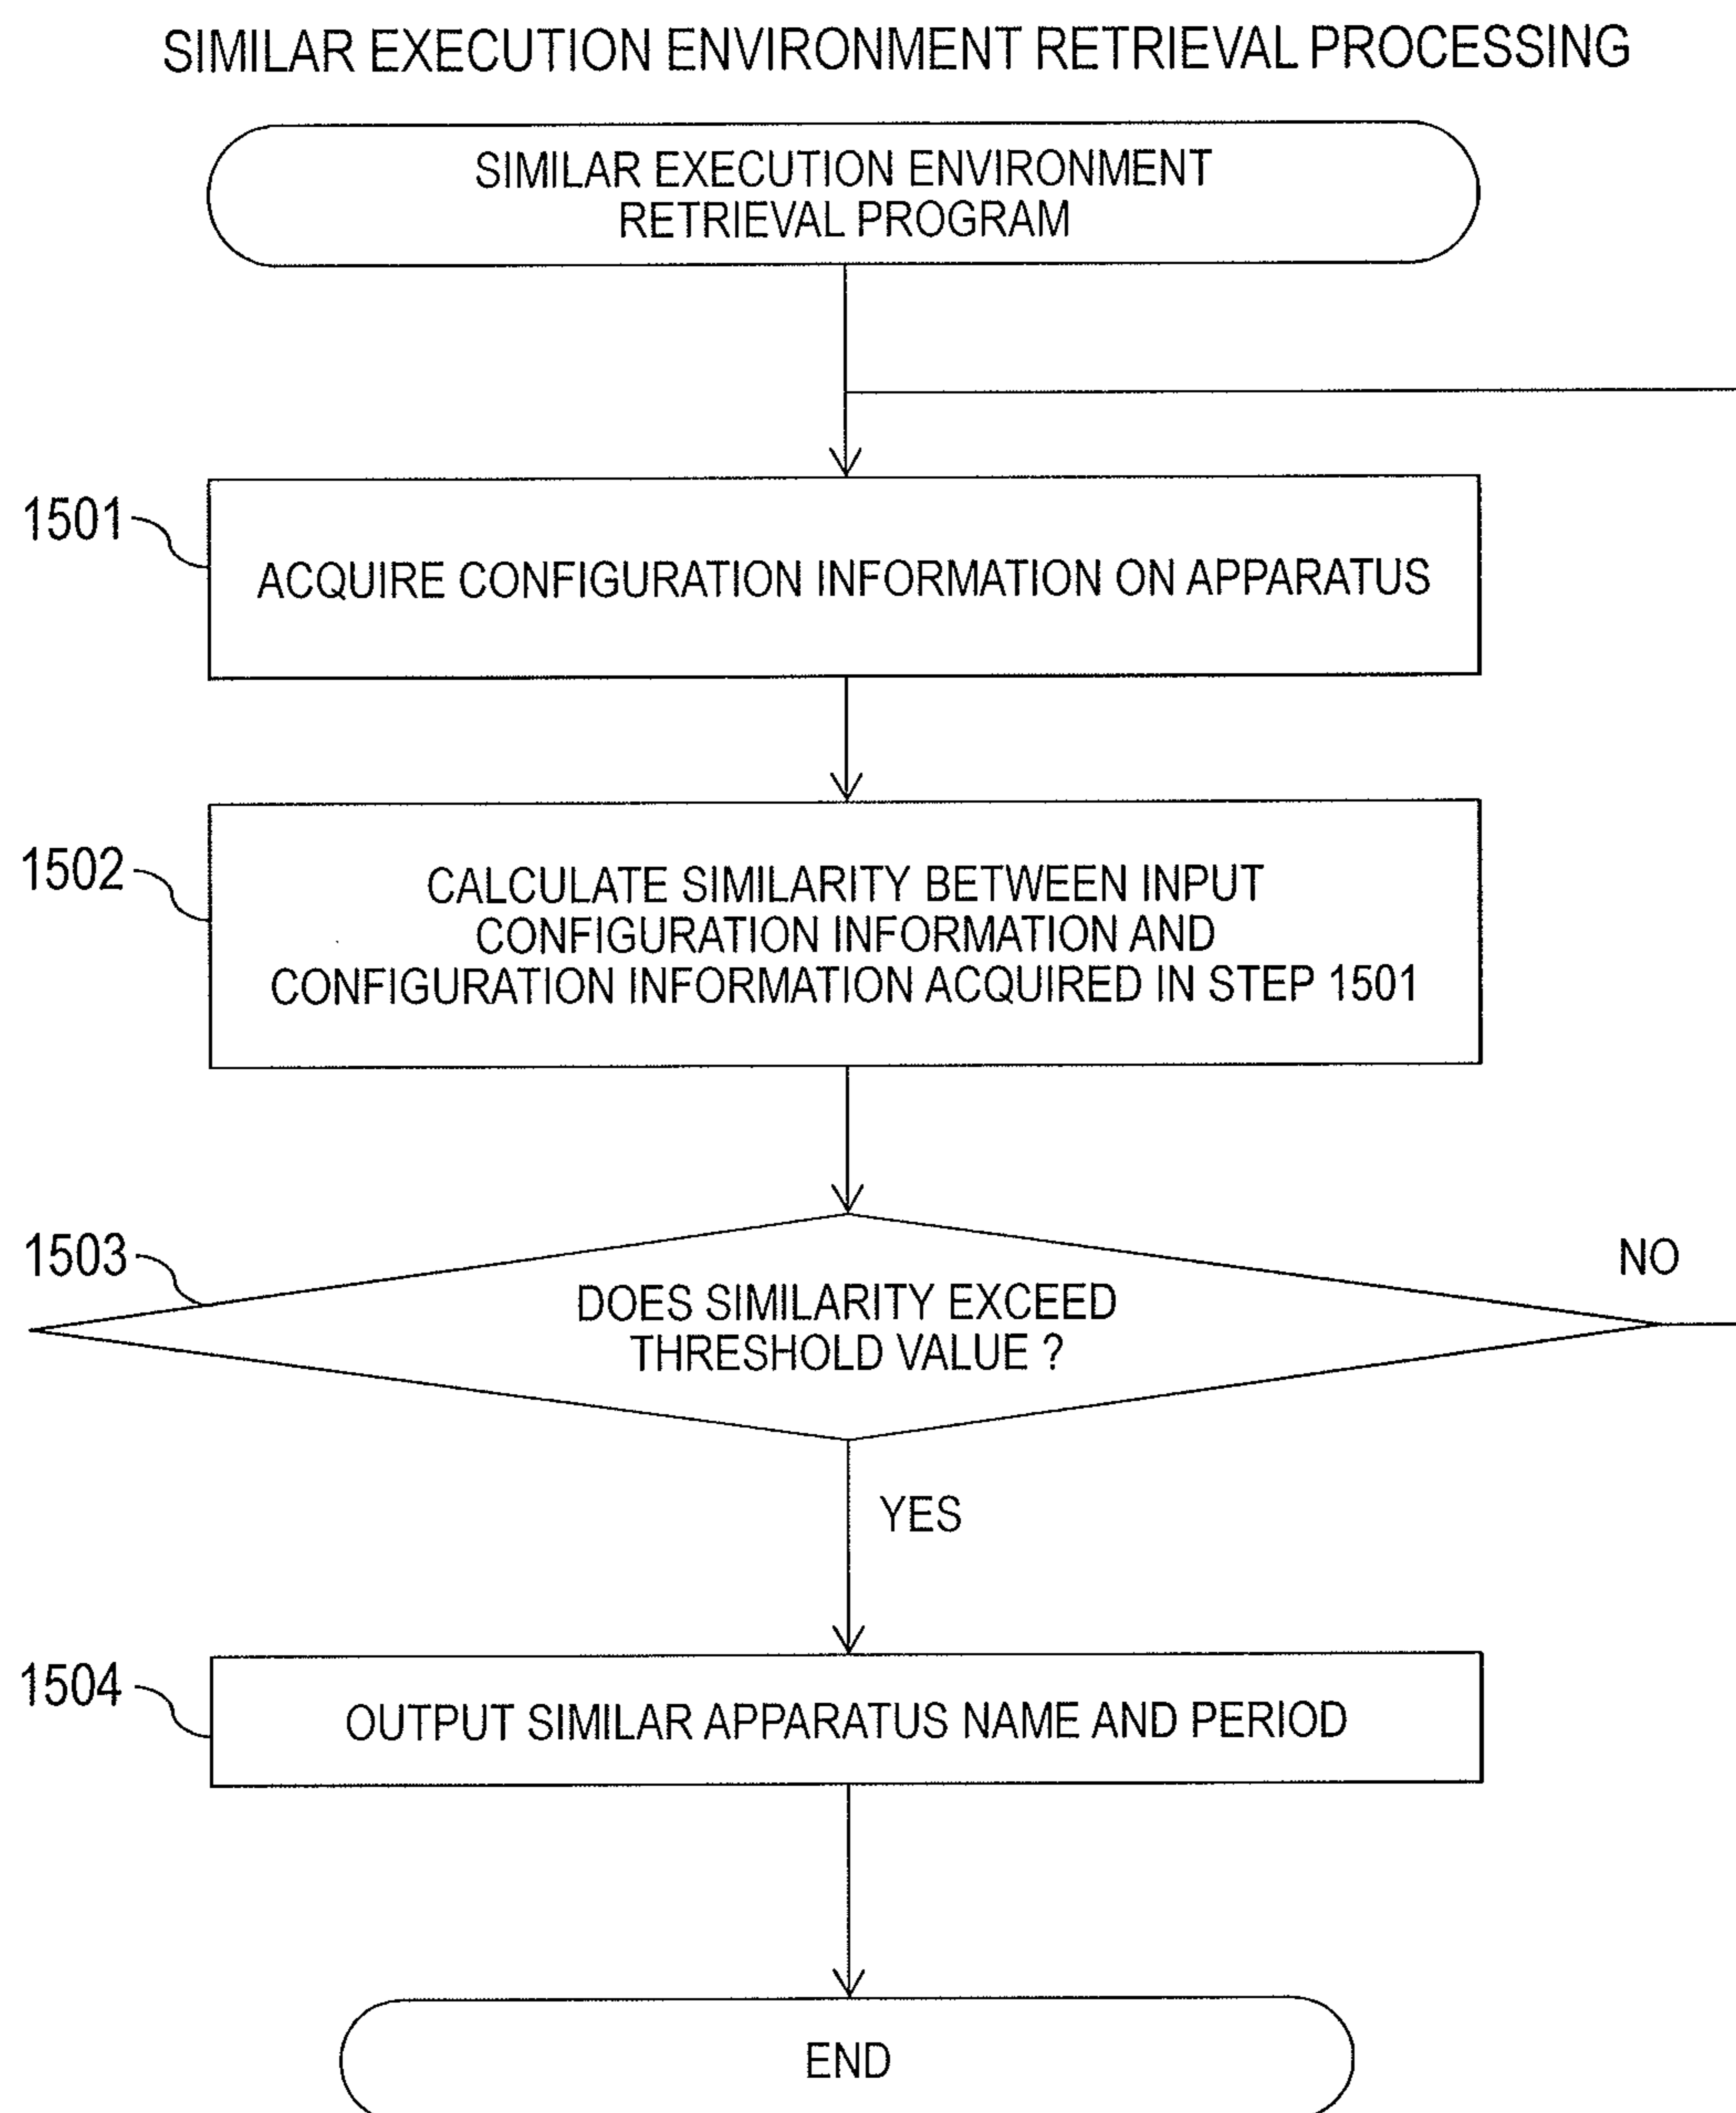 SIMILAR EXECUTION ENVIRONMENT RETRIEVAL PROCESSING
SIMILAR EXECUTION ENVIRONMENT
RETRIEVAL PROGRAM
1501
ACQUIRE CONFIGURATION INFORMATION ON APPARATUS
1502
CALCULATE SIMILARITY BETWEEN INPUT
CONFIGURATION INFORMATION AND
CONFIGURATION INFORMATION ACQUIRED IN STEP 1501
1503
NO
DOES SIMILARITY EXCEED
THRESHOLD VALUE ?
YES
1504
OUTPUT SIMILAR APPARATUS NAME AND PERIOD
END